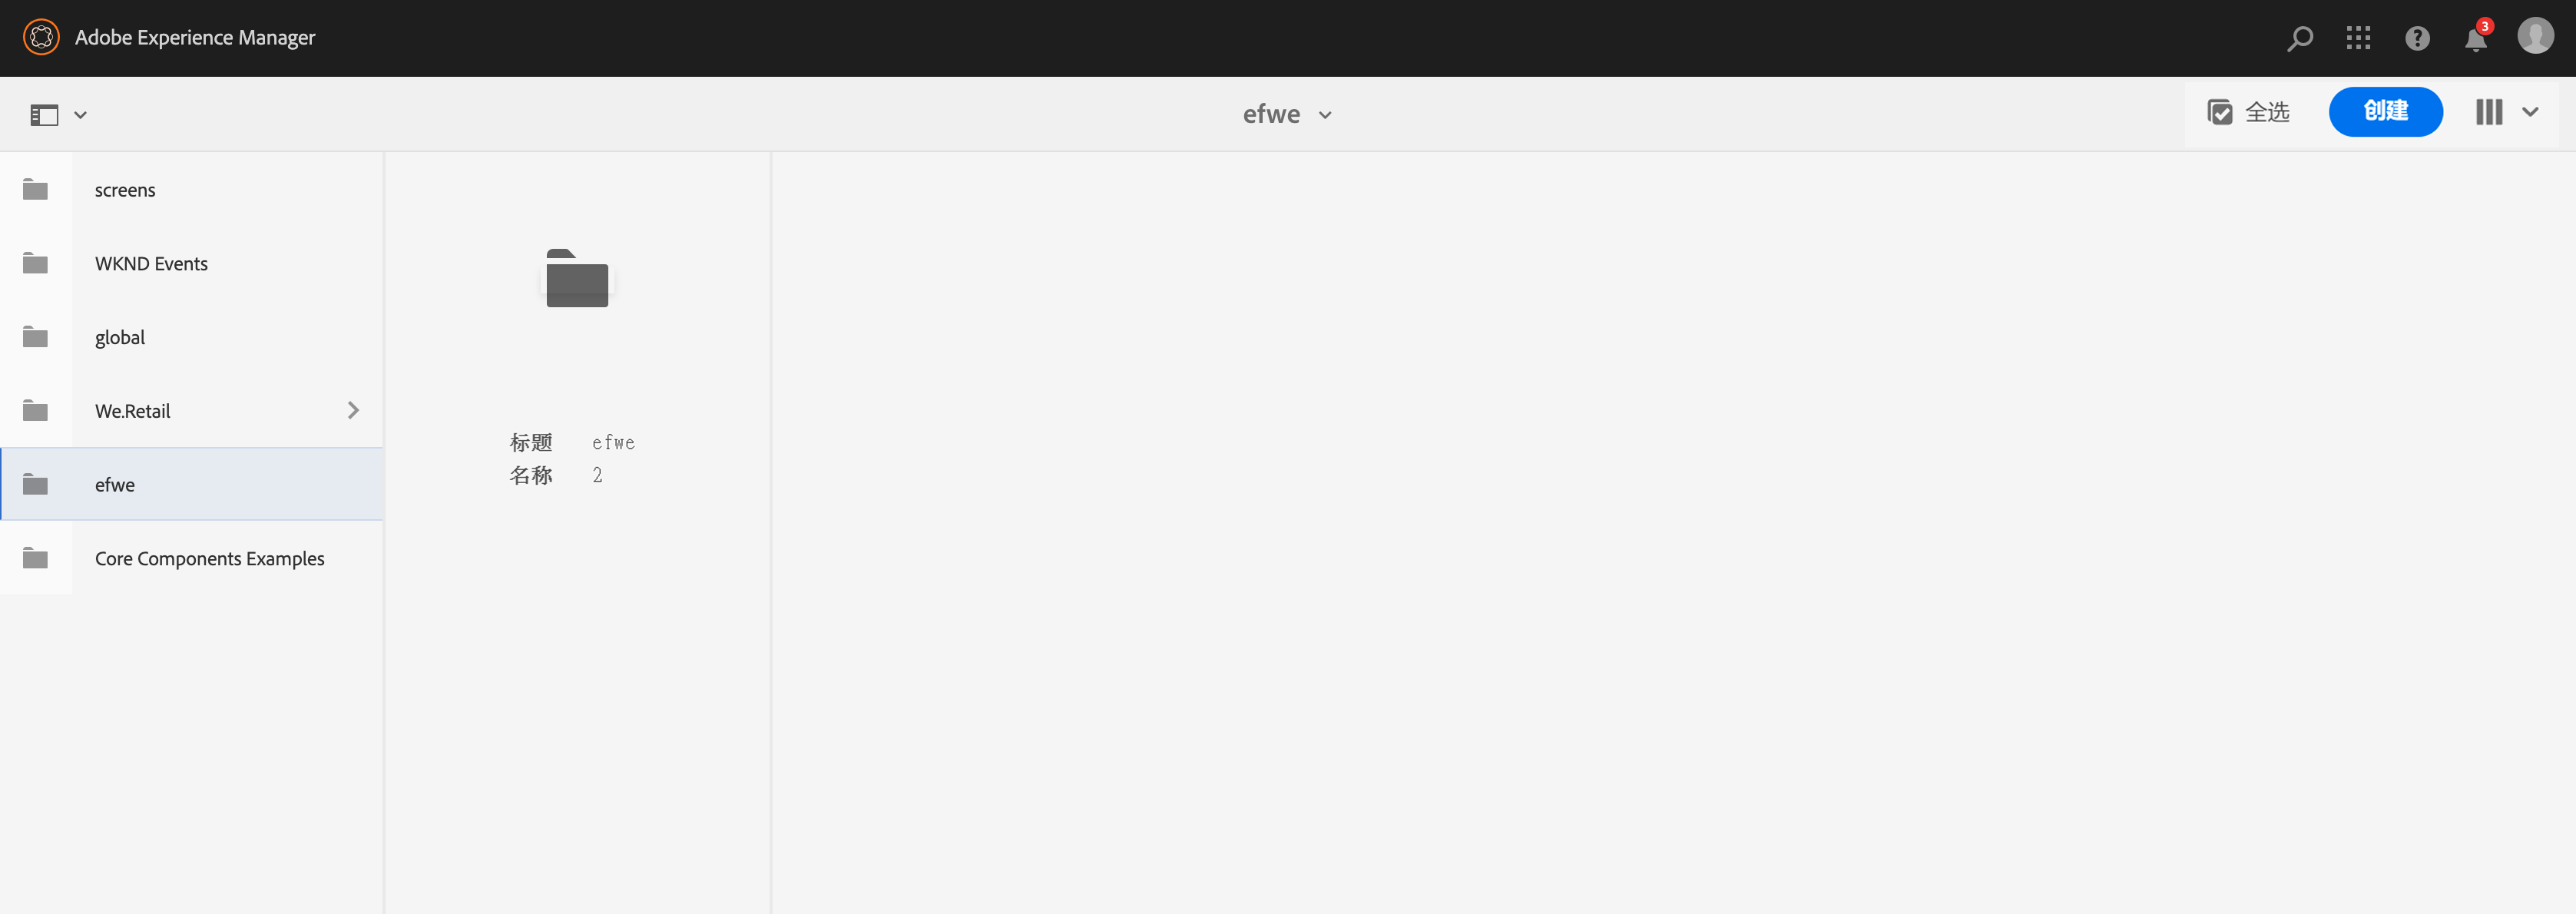 Adobe Experience Manager
3
efwe
全选
创建
screens
WKND Events
global
We.Retail
efwe
Core Components Examples
标题 efwe
名称 2